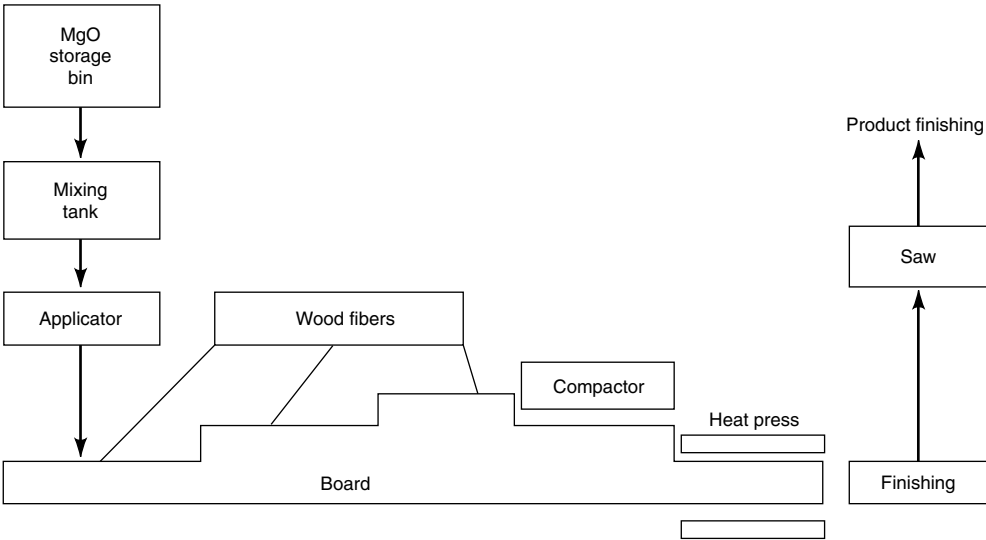 MgO
storage
bin
Mixing
tank
Applicator
Wood fibers
Compactor
Heat press
Board
Product finishing
Saw
Finishing